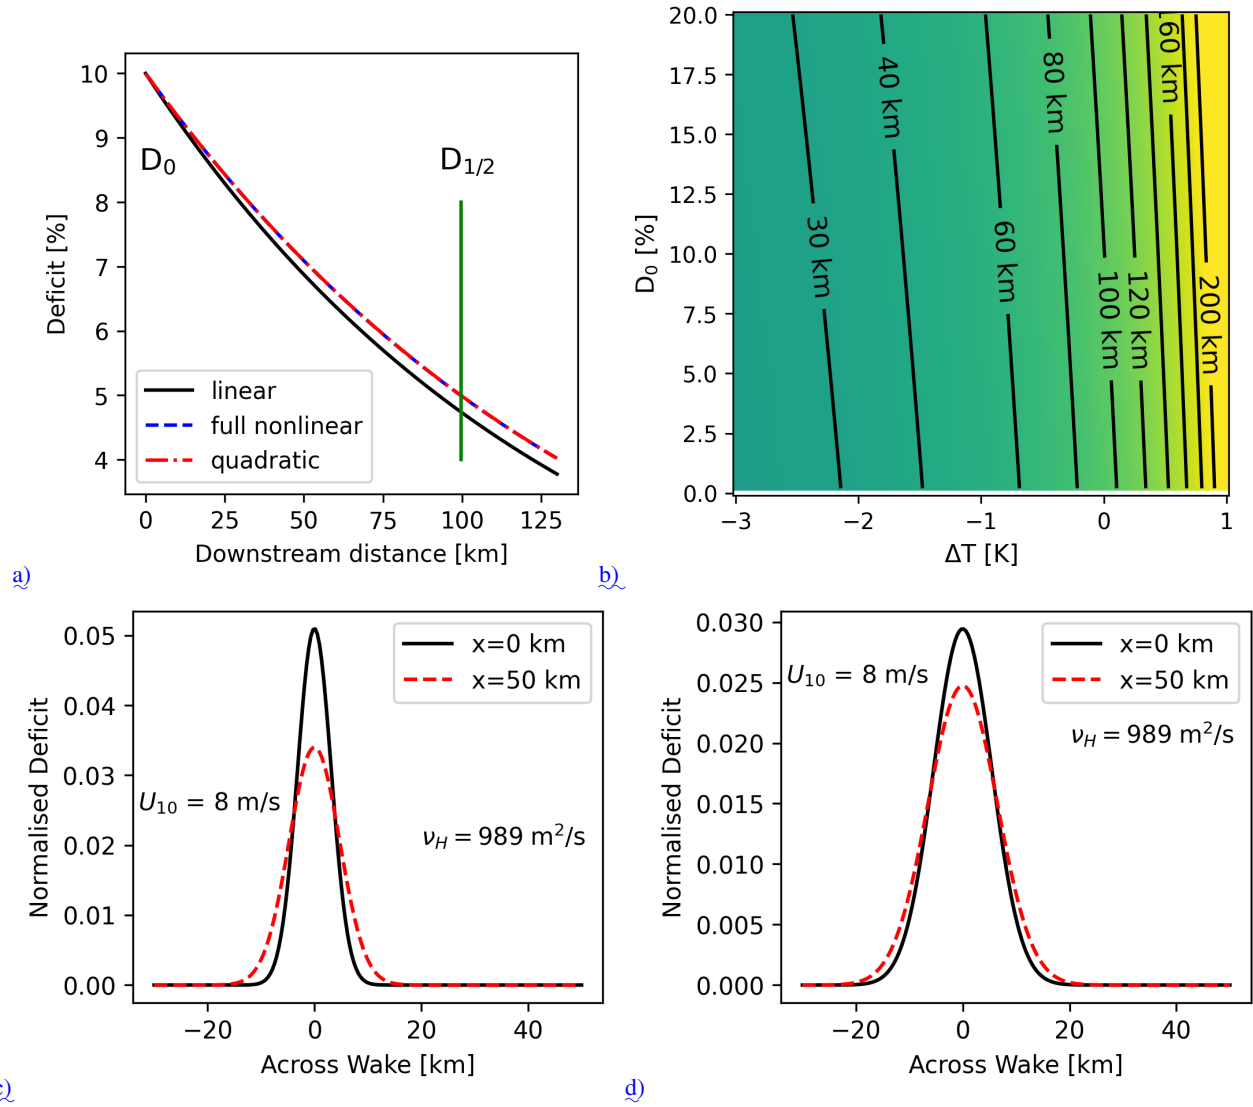 10
9
8
7
6
5
4
Deficit [%]
D0
D1/2
linear
full nonlinear
quadratic
0
25
50
75
100
125
Downstream distance [km]
a)
20.0
17.5
15.0
12.5
10.0
7.5
5.0
2.5
0.0
D0 [%]
30 km
40 km
60 km
80 km
100 km
120 km
60 km
200 km
−3
−2
−1
0
1
ΔT [K]
b)
0.05
0.04
0.03
0.02
0.01
0.00
Normalised Deficit
x=0 km
x=50 km
U10 = 8 m/s
νH = 989 m²/s
−20
0
20
40
Across Wake [km]
c)
0.030
0.025
0.020
0.015
0.010
0.005
0.000
Normalised Deficit
x=0 km
x=50 km
U10 = 8 m/s
νH = 989 m²/s
−20
0
20
40
Across Wake [km]
d)